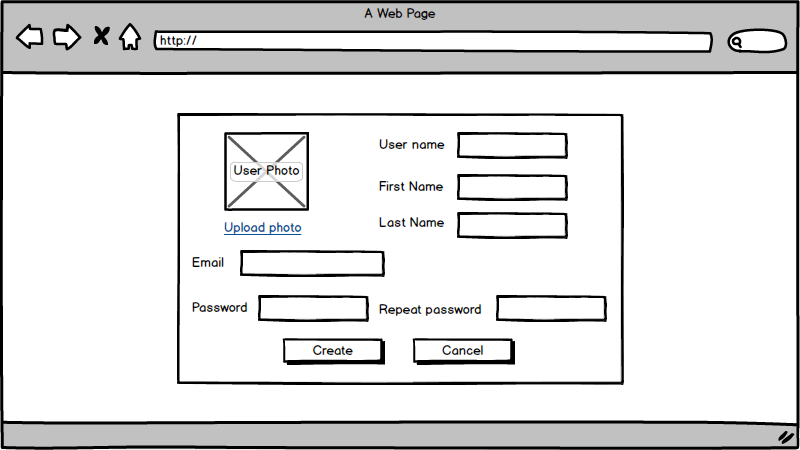 A Web Page
http://
User Photo
Upload photo
User name
First Name
Last Name
Email
Password
Repeat password
Create
Cancel